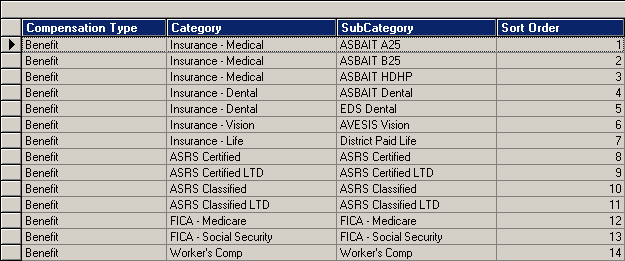 Compensation Type Category SubCategory Sort Order
Benefit Insurance - Medical ASBAIT A25 1
Benefit Insurance - Medical ASBAIT B25 2
Benefit Insurance - Medical ASBAIT HDHP 3
Benefit Insurance - Dental ASBAIT Dental 4
Benefit Insurance - Dental EDS Dental 5
Benefit Insurance - Vision AVESIS Vision 6
Benefit Insurance - Life District Paid Life 7
Benefit ASRS Certified ASRS Certified 8
Benefit ASRS Certified LTD ASRS Certified LTD 9
Benefit ASRS Classified ASRS Classified 10
Benefit ASRS Classified LTD ASRS Classified LTD 11
Benefit FICA - Medicare FICA - Medicare 12
Benefit FICA - Social Security FICA - Social Security 13
Benefit Worker's Comp Worker's Comp 14